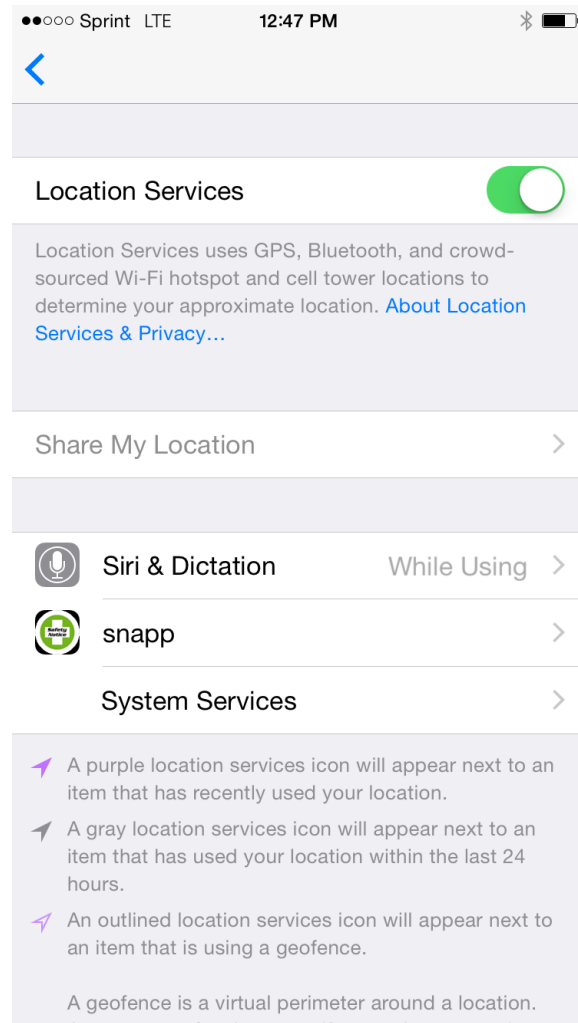 Sprint LTE 12:47 PM
Location Services
Location Services uses GPS, Bluetooth, and crowd-
sourced Wi-Fi hotspot and cell tower locations to
determine your approximate location. About Location
Services & Privacy...
Share My Location
Siri & Dictation While Using
Safety
Notice
snapp
System Services
A purple location services icon will appear next to an
item that has recently used your location.
A gray location services icon will appear next to an
item that has used your location within the last 24
hours.
An outlined location services icon will appear next to
an item that is using a geofence.
A geofence is a virtual perimeter around a location.